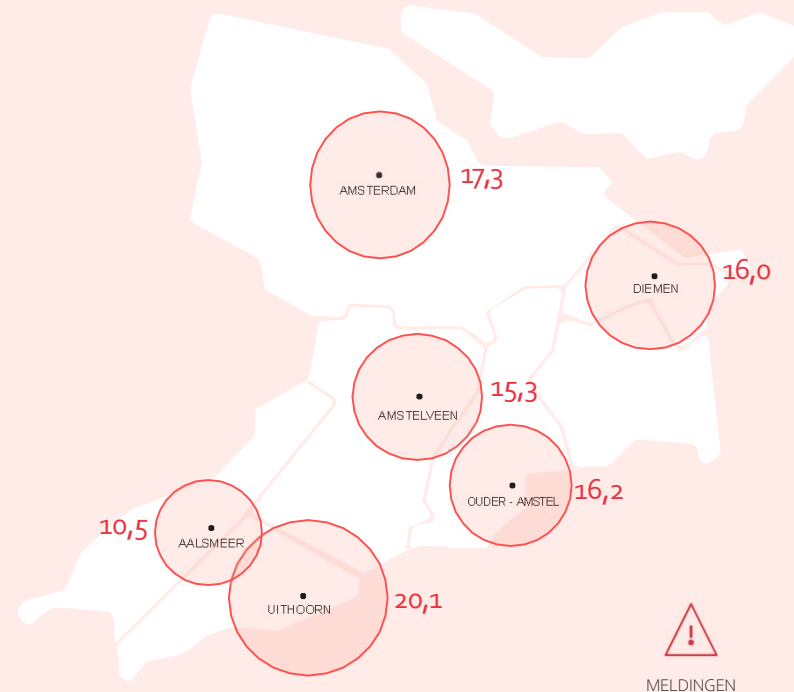 AMSTERDAM
17,3
DIEMEN
16,0
AMSTELVEEN
15,3
OUDER - AMSTEL
16,2
AALSMEER
10,5
UITHOORN
20,1
!
MELDINGEN